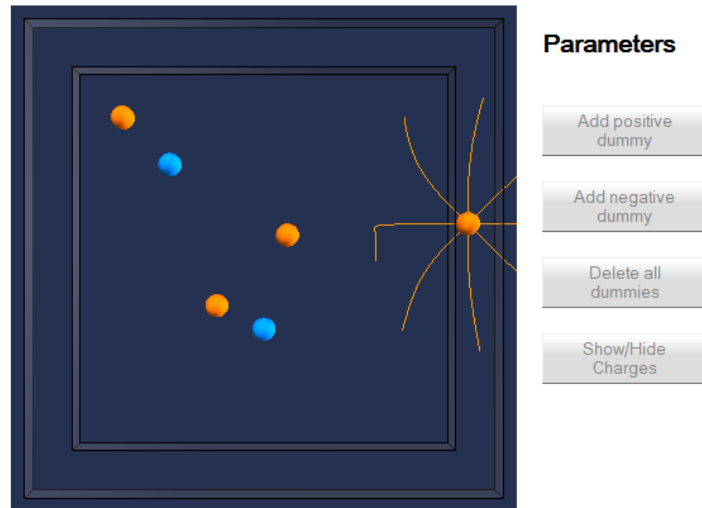 Parameters
Add positive
dummy
Add negative
dummy
Delete all
dummies
Show/Hide
Charges